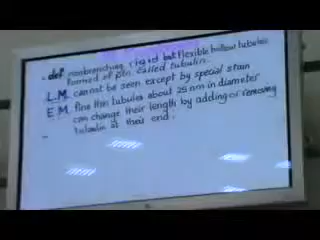 - def nonbranching, rigid but flexible hollow tubules
formed of ptn. called tubulin.
L.M. cannot be seen except by special stain
E.M. fine thin tubules about 25 nm in diameter
can change their length by adding or removing
tubulin at their end.
-